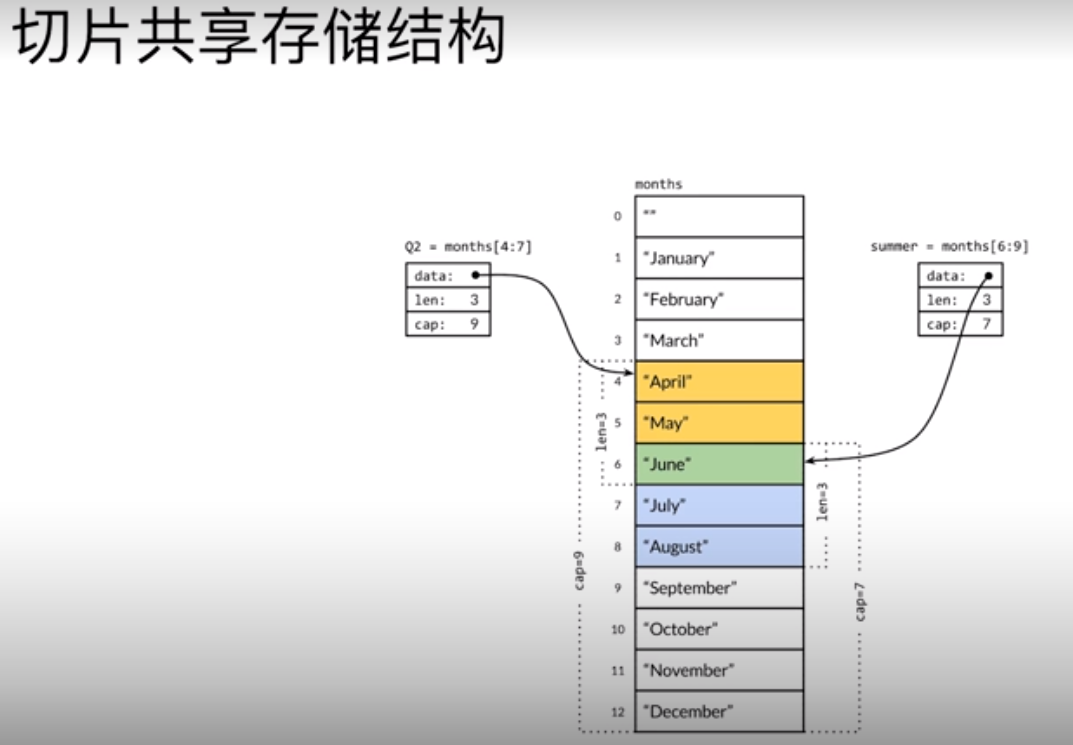 切片共享存储结构
months
0 ""
Q2 = months[4:7]
summer = months[6:9]
data:
data:
1 "January"
len: 3
len: 3
2 "February"
cap: 9
cap: 7
3 "March"
4 "April"
len=3
5 "May"
6 "June"
len=3
7 "July"
8 "August"
cap=9
cap=7
9 "September"
10 "October"
11 "November"
12 "December"